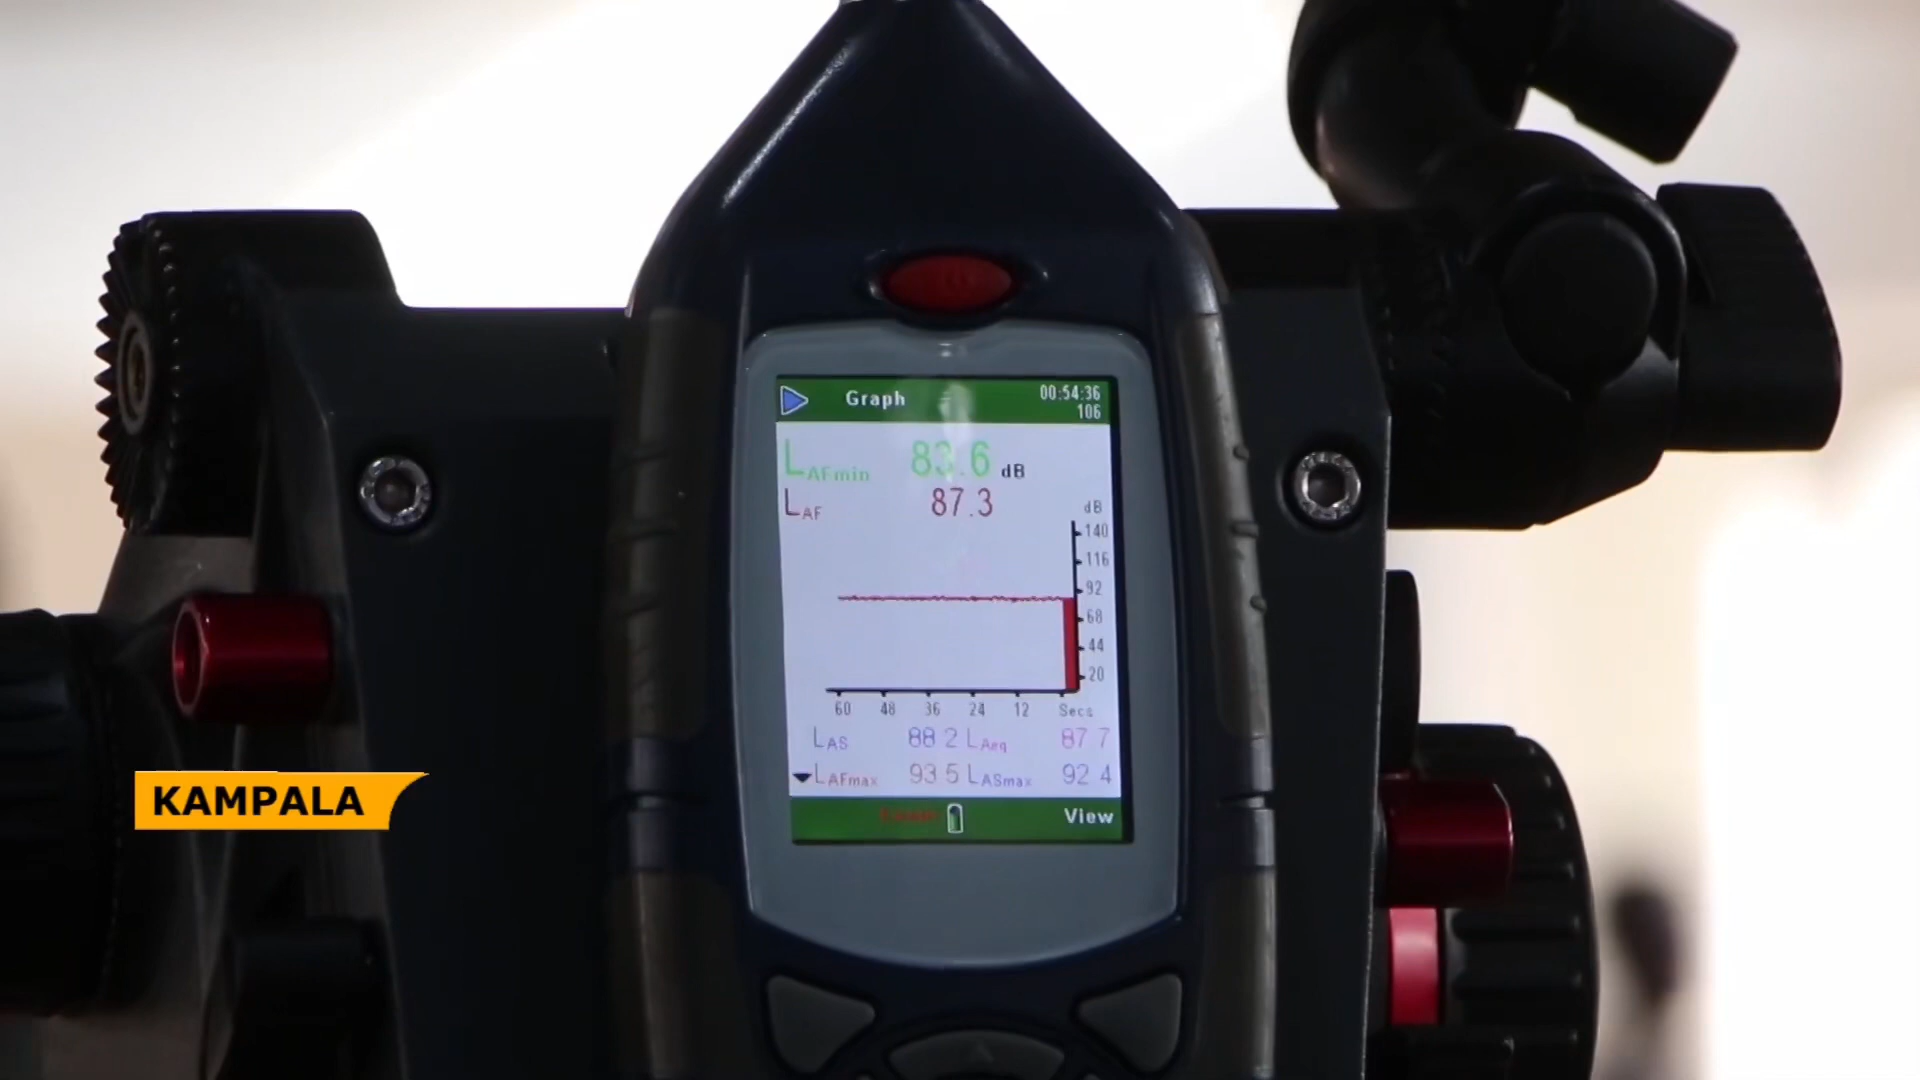 Graph 00:54:36
106
LAFmin 83.6 dB
LAF 87.3
dB
140
116
92
68
44
20
60 48 36 24 12 Secs
LAS 88.2 LAeq 87.7
LAFmax 93.5 LASmax 92.4
View
KAMPALA